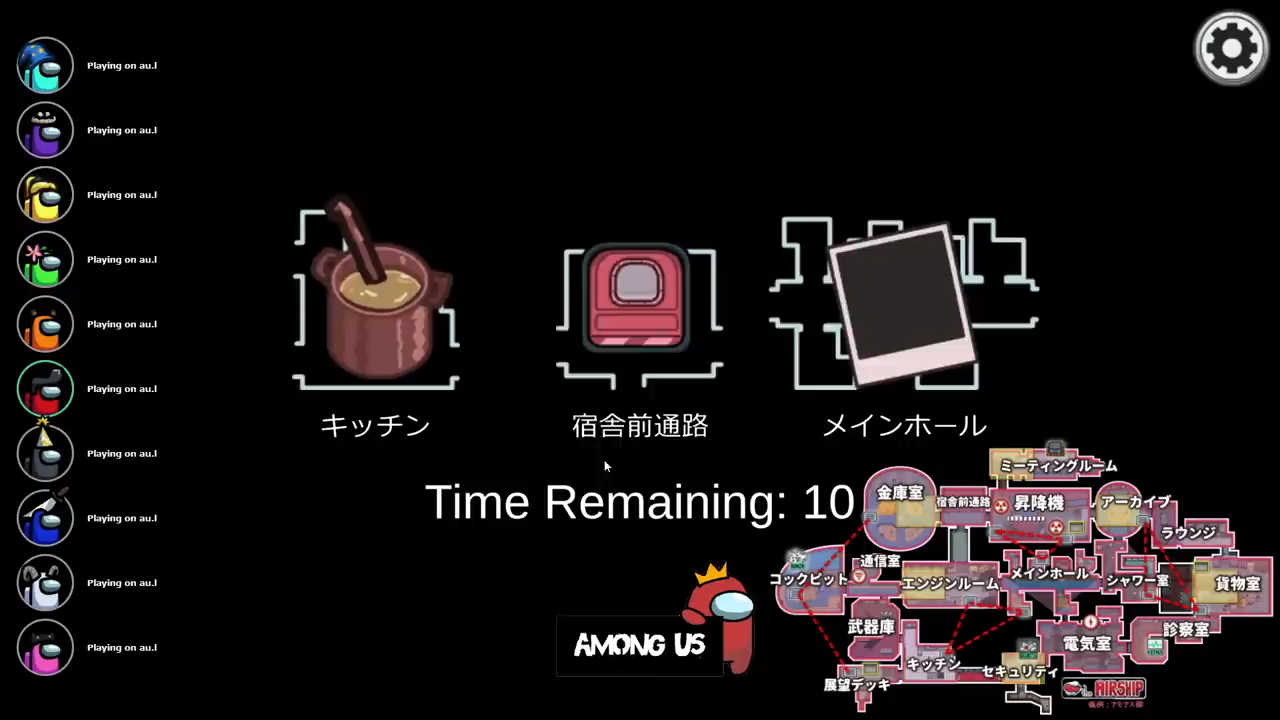 Playing on au.l
Playing on au.l
Playing on au.l
Playing on au.l
Playing on au.l
Playing on au.l
Playing on au.l
Playing on au.l
Playing on au.l
Playing on au.l
キッチン
宿舎前通路
メインホール
Time Remaining: 10
AMONG US
ミーティングルーム
金庫室
宿舎前通路
昇降機
アーカイブ
ラウンジ
コックピット
通信室
エンジンルーム
メインホール
シャワー室
貨物室
武器庫
電気室
診察室
キッチン
セキュリティ
展望デッキ
AIRSHIP